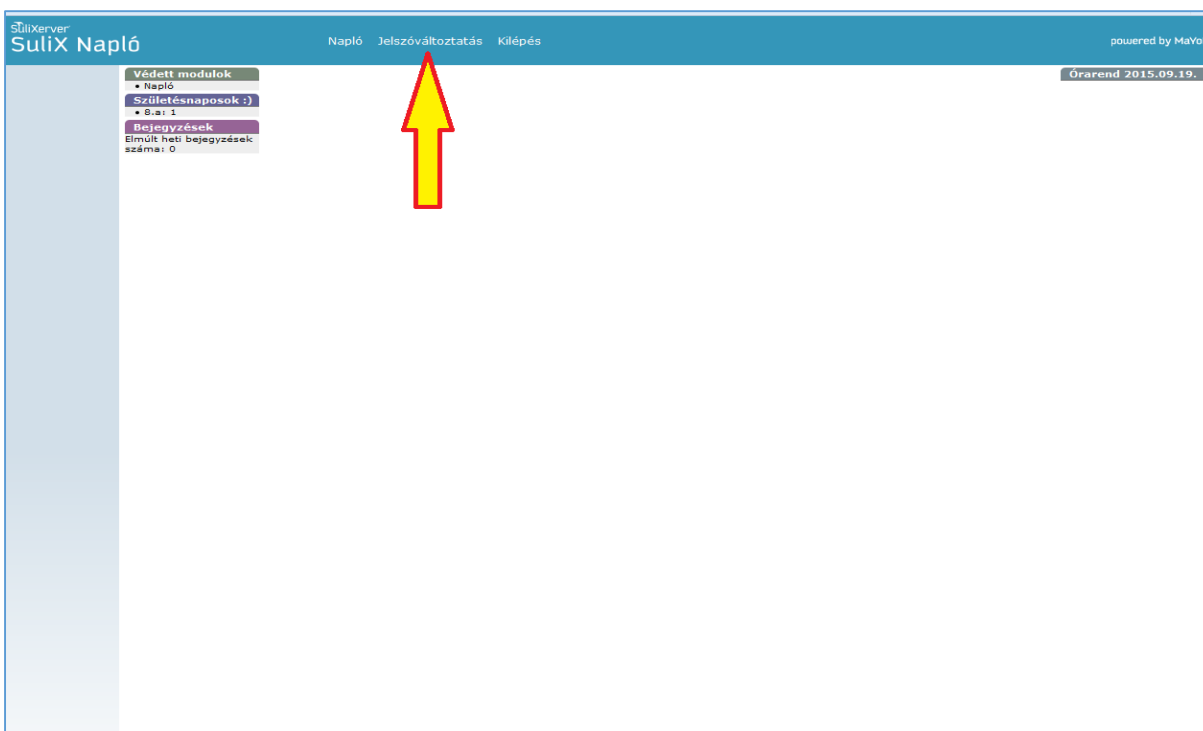 SuliXerver
SuliX Napló
Napló Jelszóváltoztatás Kilépés
powered by MaYo
Védett modulok
• Napló
Születésnaposok :)
• 8.a: 1
Bejegyzések
Elmúlt heti bejegyzések
száma: 0
Órarend 2015.09.19.